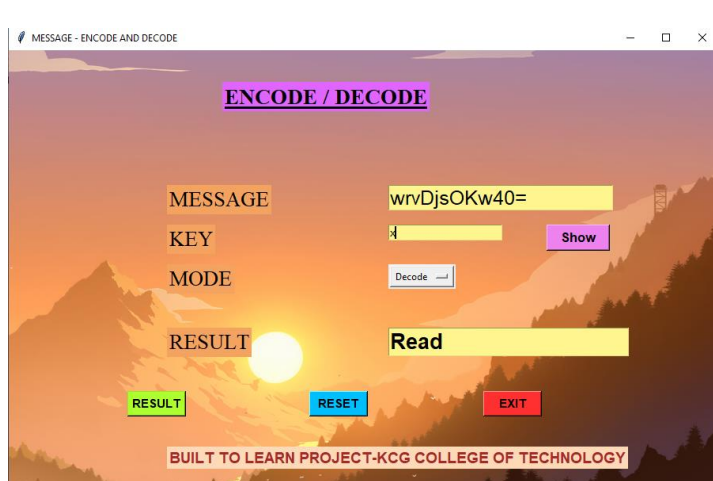 MESSAGE - ENCODE AND DECODE
ENCODE / DECODE
MESSAGE wrvDjsOKw40=
KEY x Show
MODE Decode
RESULT Read
RESULT RESET EXIT
BUILT TO LEARN PROJECT-KCG COLLEGE OF TECHNOLOGY